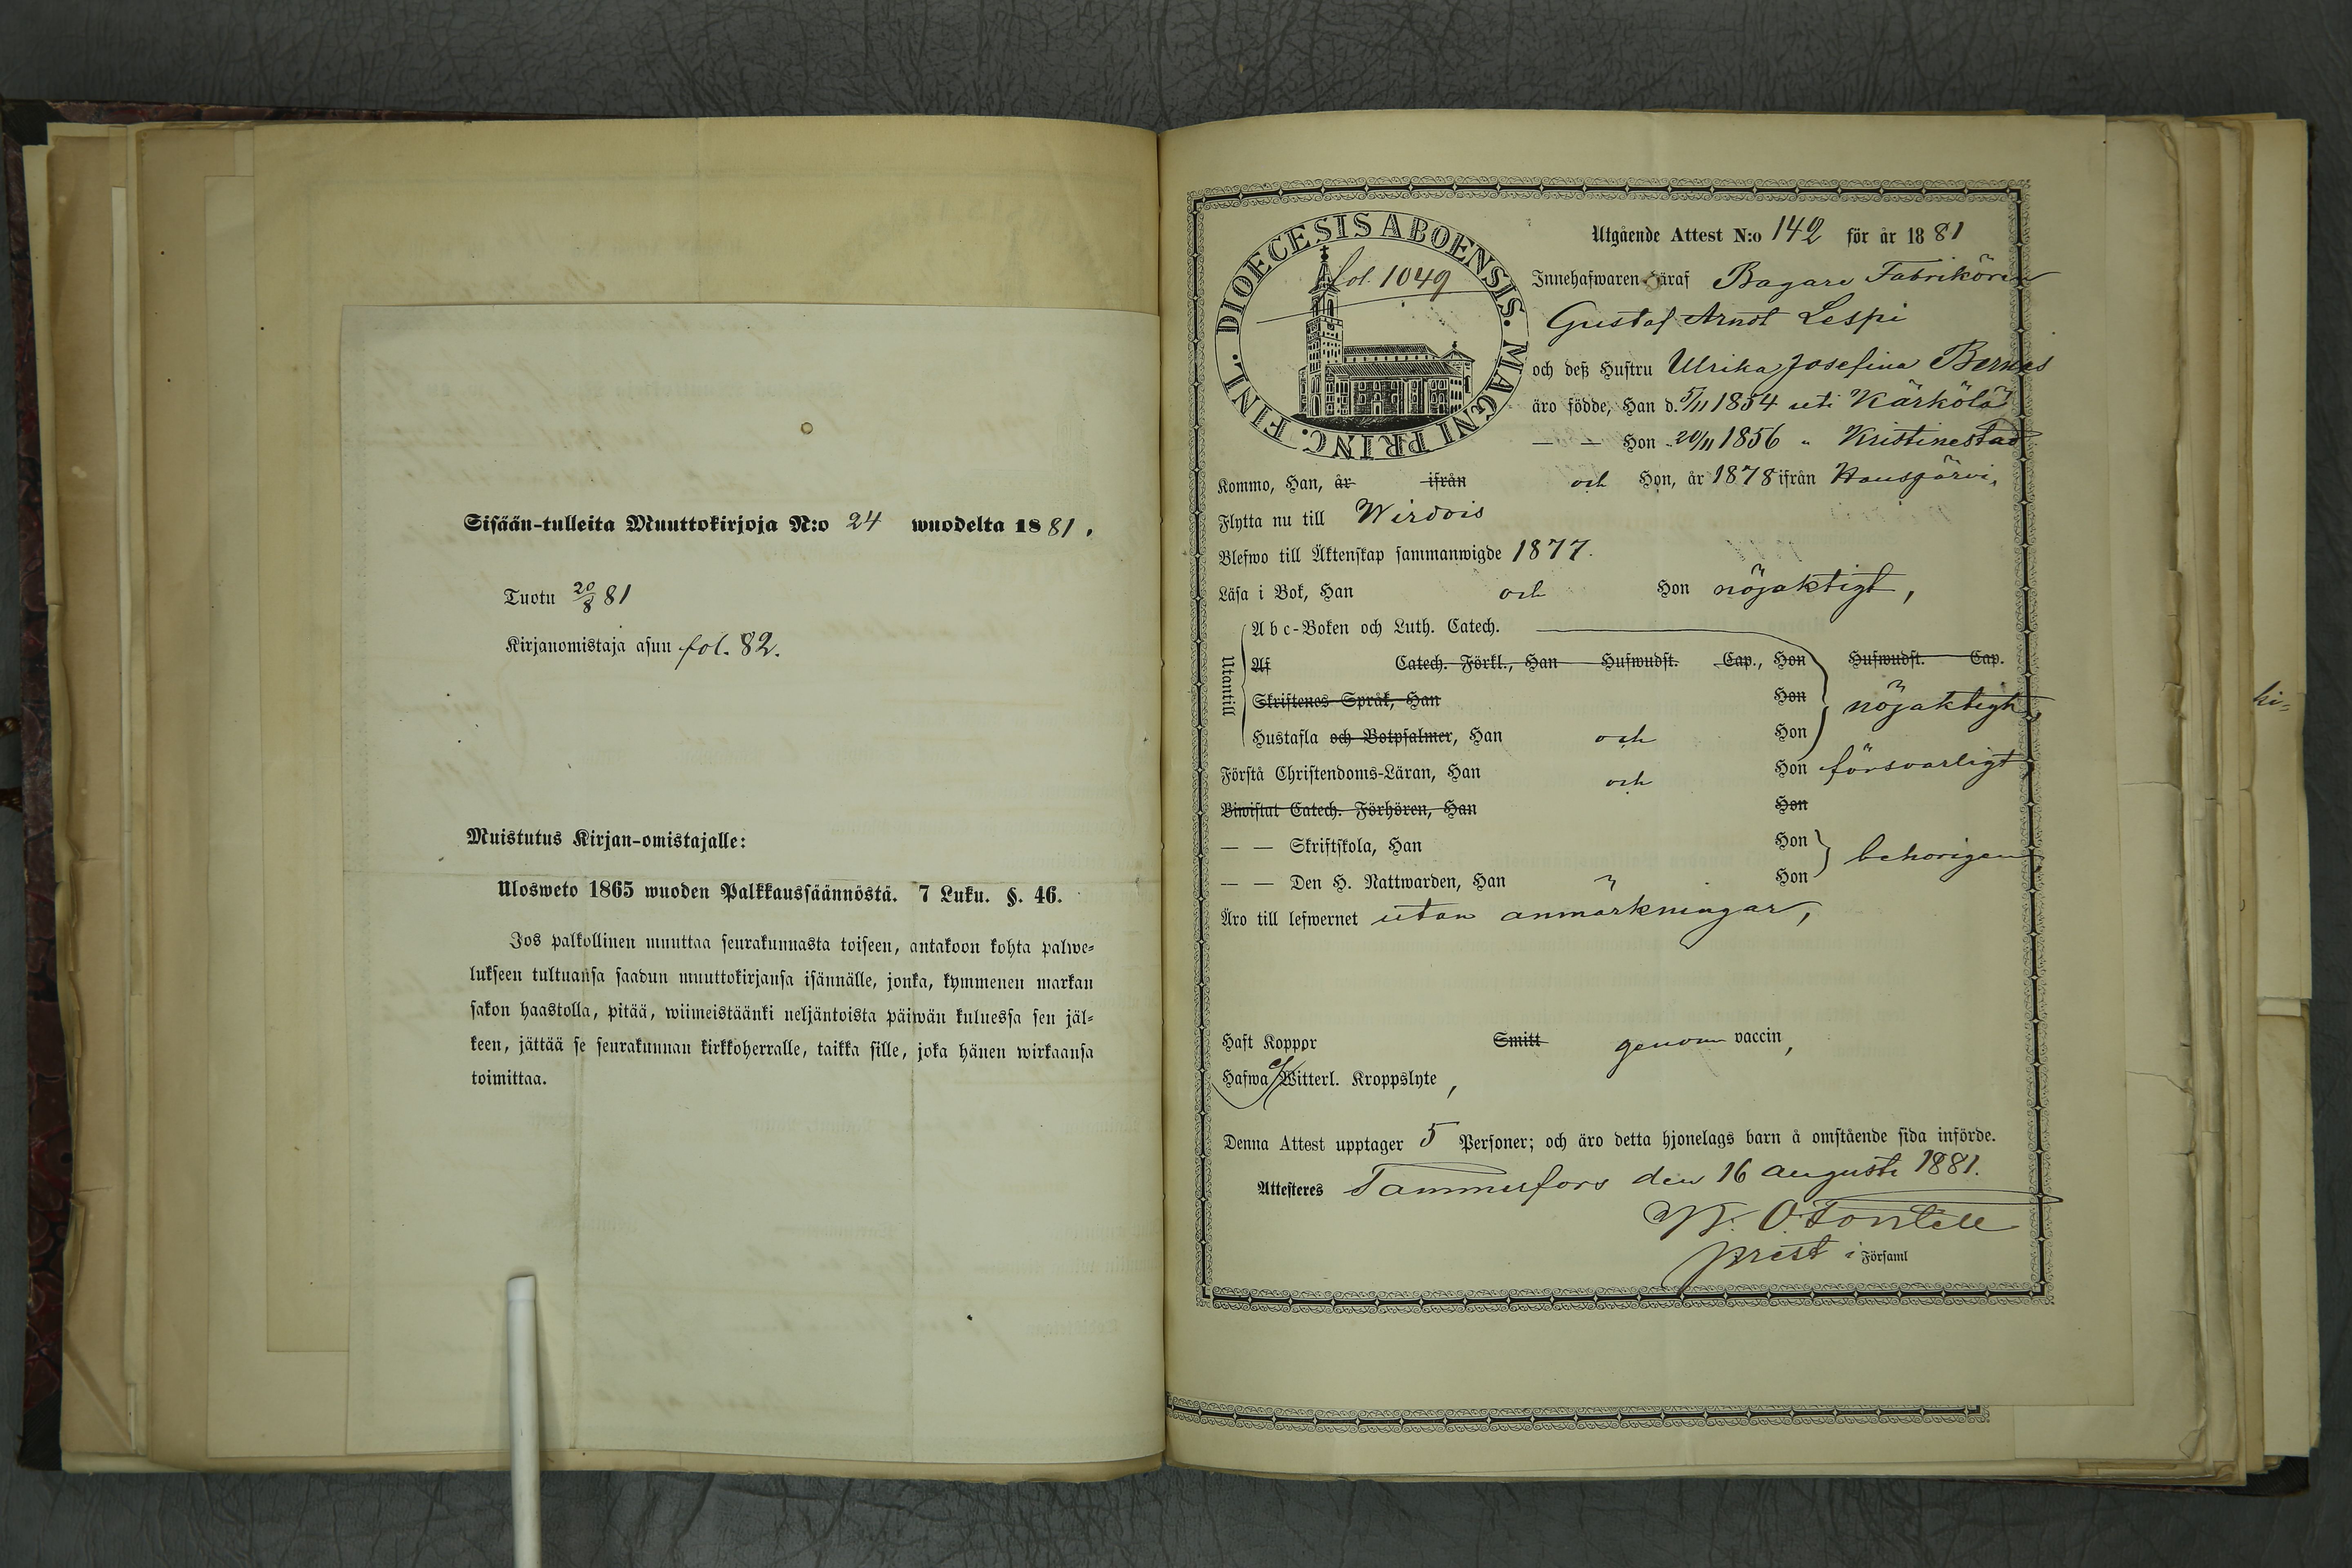 Sisään-tulleita Muuttokirjoja N:o 24 wuodelta 1881.
Tuotu 20/8 81
Kirjanomistaja asuu fol. 82.
Muistutus Kirjan-omistajalle:
Ulosweto 1865 wuoden Palkkaussäännöstä. 7 Luku. §. 46.
Jos palkollinen muuttaa seurakunnasta toiseen, antakoon kohta palwe=
lukseen tultuansa saadun muuttokirjansa isännälle, jonka, kymmenen markan
sakon haastolla, pitää, wiimeistäänki neljäntoista päiwän kuluessa sen jäl=
keen, jättää se seurakunnan kirkkoherralle, taikka sille, joka hänen wirkaansa
toimittaa.
DIOECESIS ABOENSIS. MAGNI PRINC. FINL.
fol. 1049
Utgående Attest N:o 142 för år 1881
Innehafwaren häraf Bagare Fabrikören
Gustaf Arndt Lespi
och deß Hustru Ulrika Josefina Bernas
äro födde, Han d. 5/11 1854 uti Kärkölä
— — Hon " 20/11 1856 " Kristinestad
Kommo, Han, år ifrån och Hon, år 1878 ifrån Hausjärvi,
Flytta nu till Wirdois
Blefwo till Äktenskap sammanwigde 1877.
Läsa i Bok, Han och Hon nöjaktigt,
Utantill
Abc-Boken och Luth. Catech.
Af Catech. Förkl., Han Hufwudst. Cap., Hon Hufwudst. Cap.
Skriftenes Språk, Han Hon nöjaktigt,
Hustafla och Botpsalmer, Han och Hon
Förstå Christendoms-Läran, Han och Hon försvarligt,
Biwistat Catech. Förhören, Han Hon
— — Skriftskola, Han Hon
behörigen
— — Den H. Nattwarden, Han " Hon
Äro till lefwernet utan anmärkningar,
Haft Koppor Smitt genom vaccin,
Hafwa ej Witterl. Kroppslyte,
Denna Attest upptager 5 Personer; och äro detta hjonelags barn å omstående sida införde.
Attesteres Tammerfors den 16 augusti 1881.
K. O. Fontell
prest i Församl
ki=